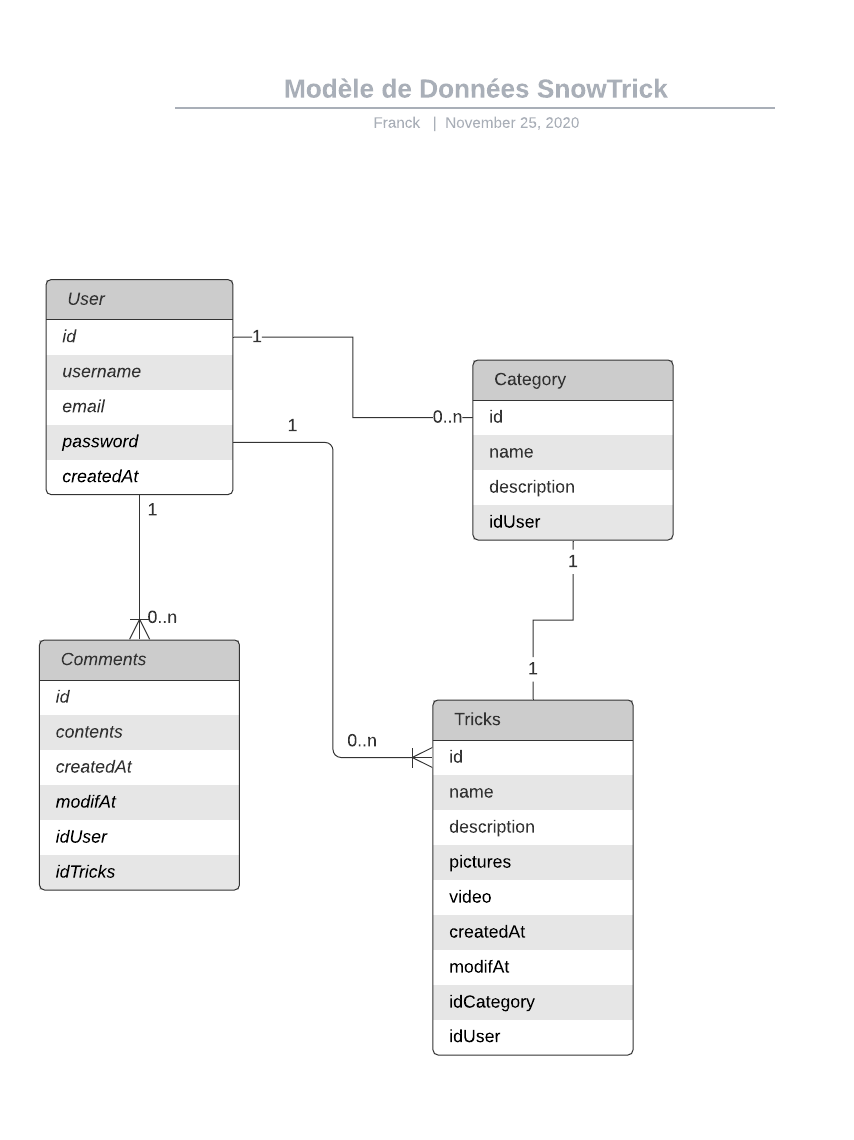 Modèle de Données SnowTrick
Franck | November 25, 2020
User
id
username
email
password
createdAt
1
0..n
1
Category
id
name
description
idUser
1
0..n
1
1
Comments
id
contents
createdAt
modifAt
idUser
idTricks
0..n
Tricks
id
name
description
pictures
video
createdAt
modifAt
idCategory
idUser